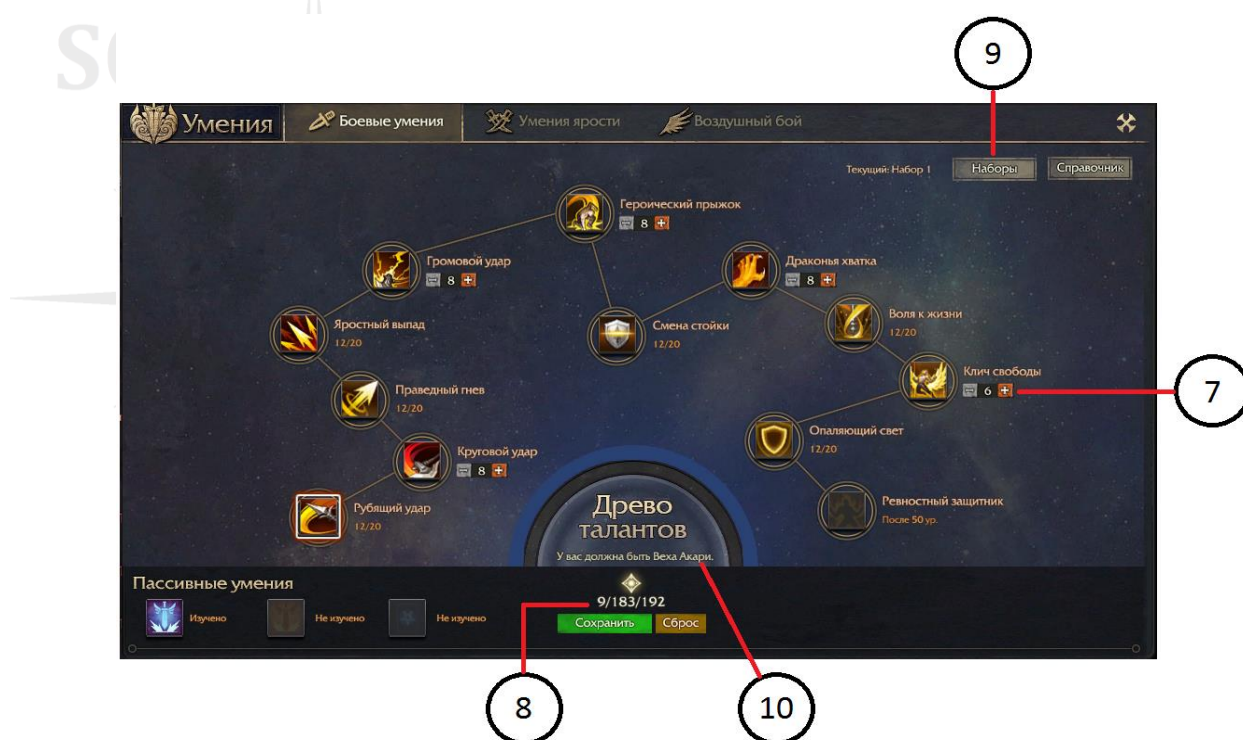 9
Умения
Боевые умения
Умения ярости
Воздушный бой
Текущий: Набор 1
Наборы
Справочник
Героический прыжок
8
Громовой удар
8
Драконья хватка
8
Яростный выпад
12/20
Смена стойки
12/20
Воля к жизни
12/20
Клич свободы
6
7
Праведный гнев
12/20
Опаляющий свет
12/20
Круговой удар
8
Рубящий удар
12/20
Ревностный защитник
После 50 ур.
Древо
талантов
У вас должна быть Веха Акари.
Пассивные умения
Изучено
Не изучено
Не изучено
9/183/192
Сохранить
Сброс
8
10